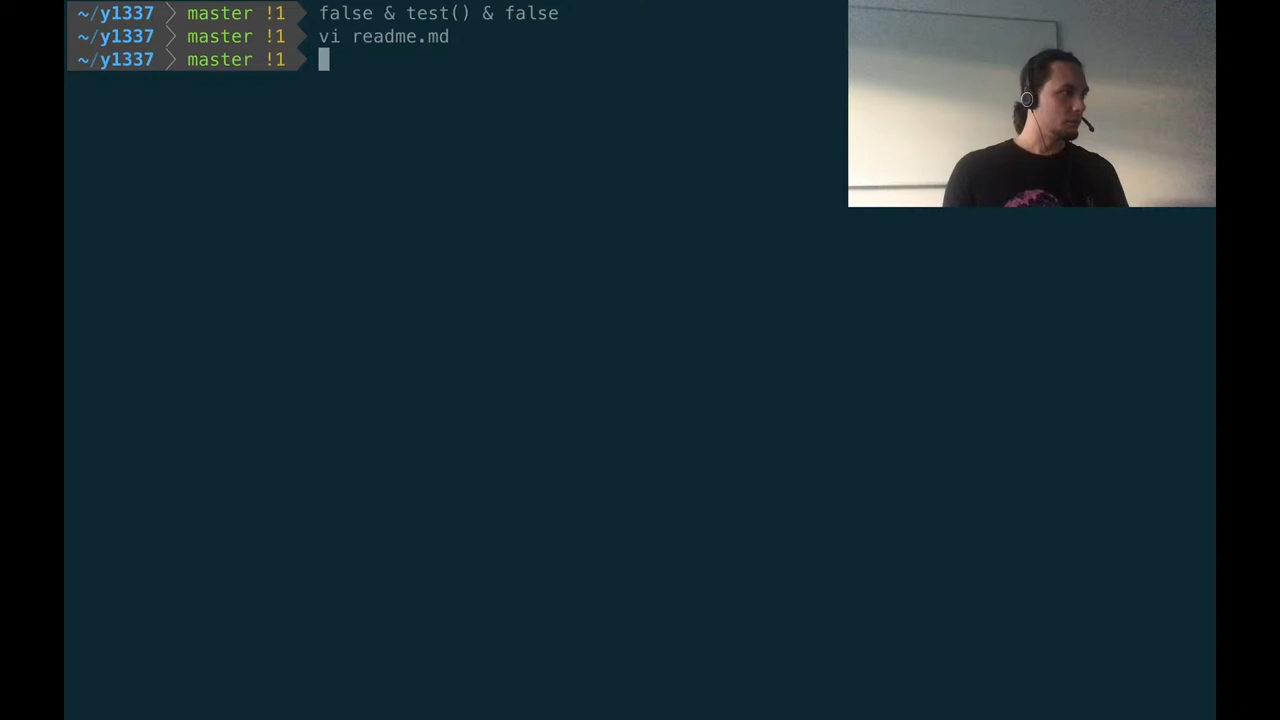 ~/y1337 master !1 false & test() & false
~/y1337 master !1 vi readme.md
~/y1337 master !1